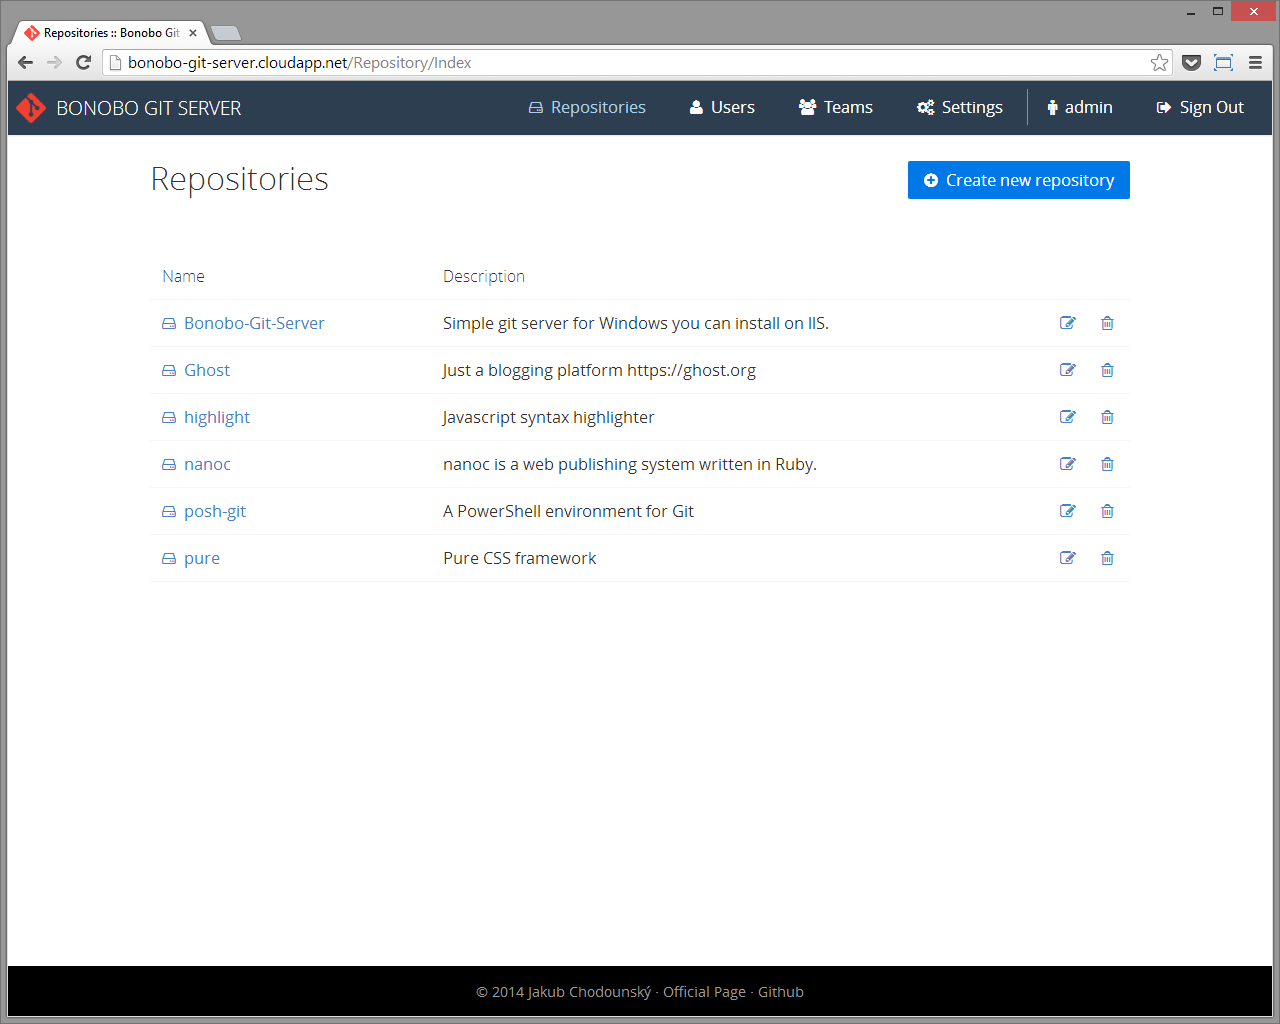 Repositories :: Bonobo Git
bonobo-git-server.cloudapp.net/Repository/Index
BONOBO GIT SERVER Repositories Users Teams Settings admin Sign Out
Repositories Create new repository
Name Description
Bonobo-Git-Server Simple git server for Windows you can install on IIS.
Ghost Just a blogging platform https://ghost.org
highlight Javascript syntax highlighter
nanoc nanoc is a web publishing system written in Ruby.
posh-git A PowerShell environment for Git
pure Pure CSS framework
© 2014 Jakub Chodounský · Official Page · Github